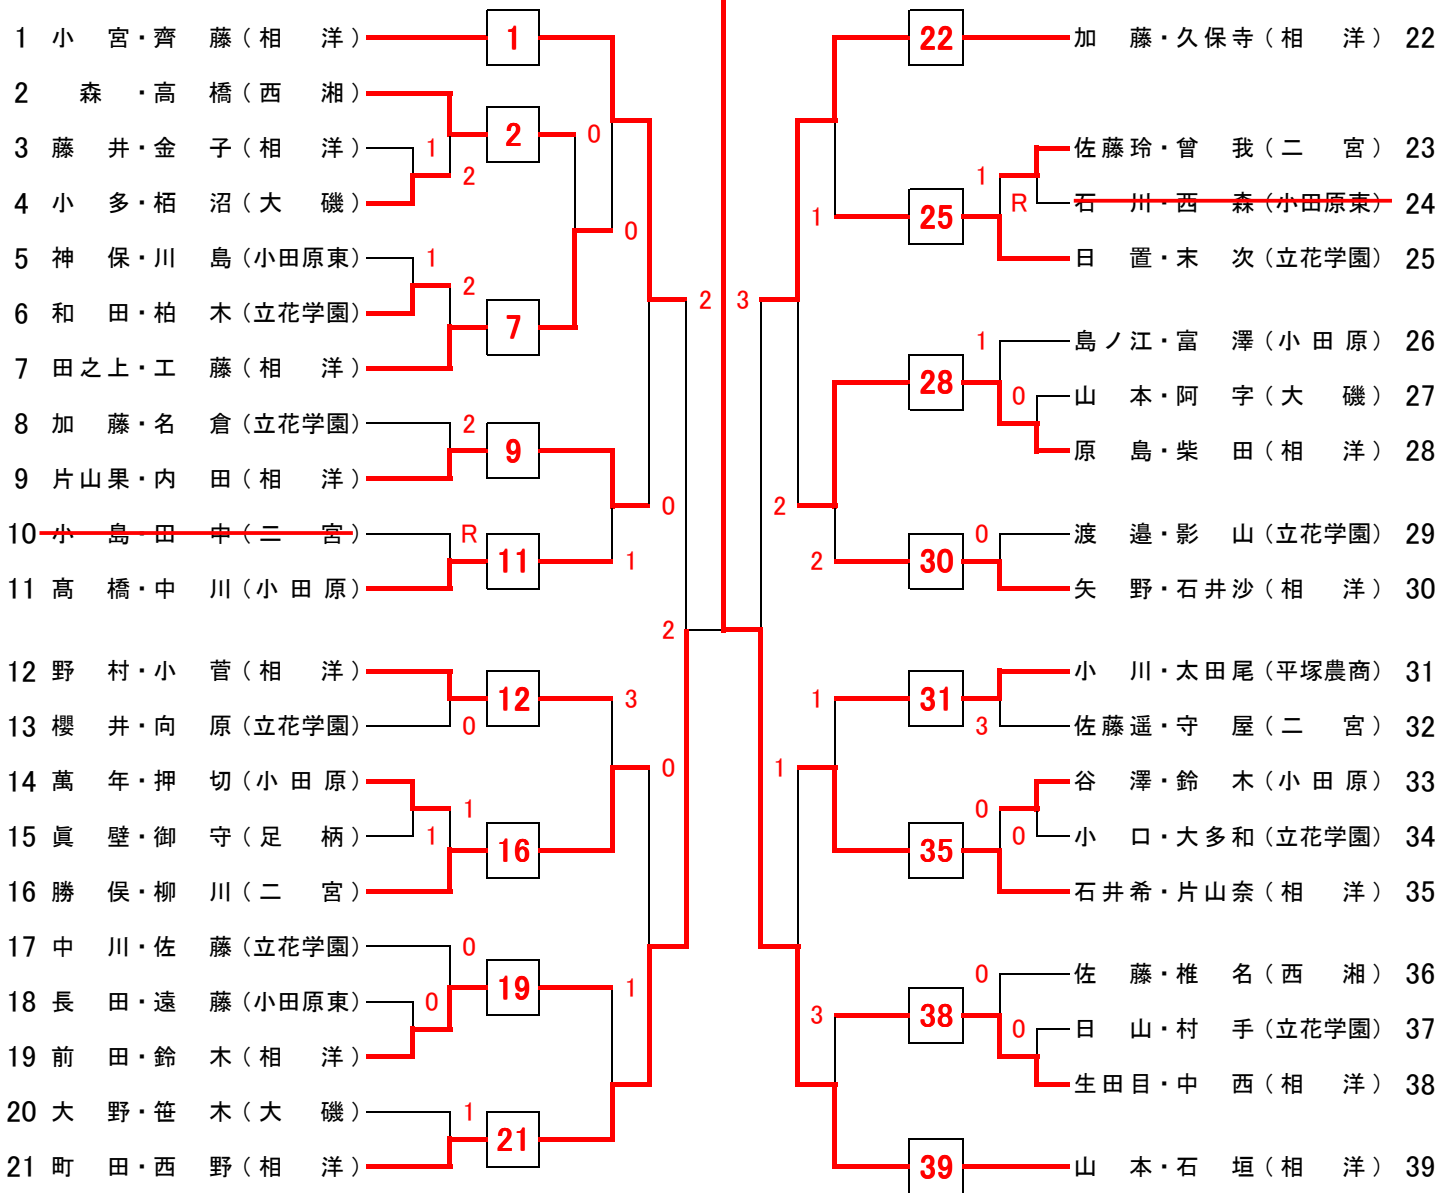 1 小 宮・齊 藤（相 洋） 1
2 森 ・高 橋（西 湘）
2 0
3 藤 井・金 子（相 洋） 1
2
4 小 多・栢 沼（大 磯）
0
5 神 保・川 島（小田原東） 1
2
6 和 田・柏 木（立花学園）
7
7 田之上・工 藤（相 洋）
2
8 加 藤・名 倉（立花学園） 2
9
9 片山果・内 田（相 洋）
0
10 小 島・田 中（二 宮） R
11 1
11 髙 橋・中 川（小 田 原）
2
12 野 村・小 菅（相 洋）
12 3
13 櫻 井・向 原（立花学園） 0
0
14 萬 年・押 切（小 田 原）
1
15 眞 壁・御 守（足 柄） 1
16
16 勝 俣・柳 川（二 宮）
17 中 川・佐 藤（立花学園） 0
19 1
18 長 田・遠 藤（小田原東） 0
19 前 田・鈴 木（相 洋）
20 大 野・笹 木（大 磯） 1
21
21 町 田・西 野（相 洋）
22 加 藤・久保寺（相 洋） 22
佐藤玲・曾 我（二 宮） 23
1
R 石 川・西 森（小田原東） 24
1 25
日 置・末 次（立花学園） 25
3
1 島ノ江・富 澤（小 田 原） 26
28
0 山 本・阿 字（大 磯） 27
原 島・柴 田（相 洋） 28
2
0 渡 邉・影 山（立花学園） 29
2 30
矢 野・石井沙（相 洋） 30
小 川・太田尾（平塚農商） 31
1 31
3 佐藤遥・守 屋（二 宮） 32
1
谷 澤・鈴 木（小 田 原） 33
0
0 小 口・大多和（立花学園） 34
35
石井希・片山奈（相 洋） 35
0 佐 藤・椎 名（西 湘） 36
3 38
0 日 山・村 手（立花学園） 37
生田目・中 西（相 洋） 38
39 山 本・石 垣（相 洋） 39